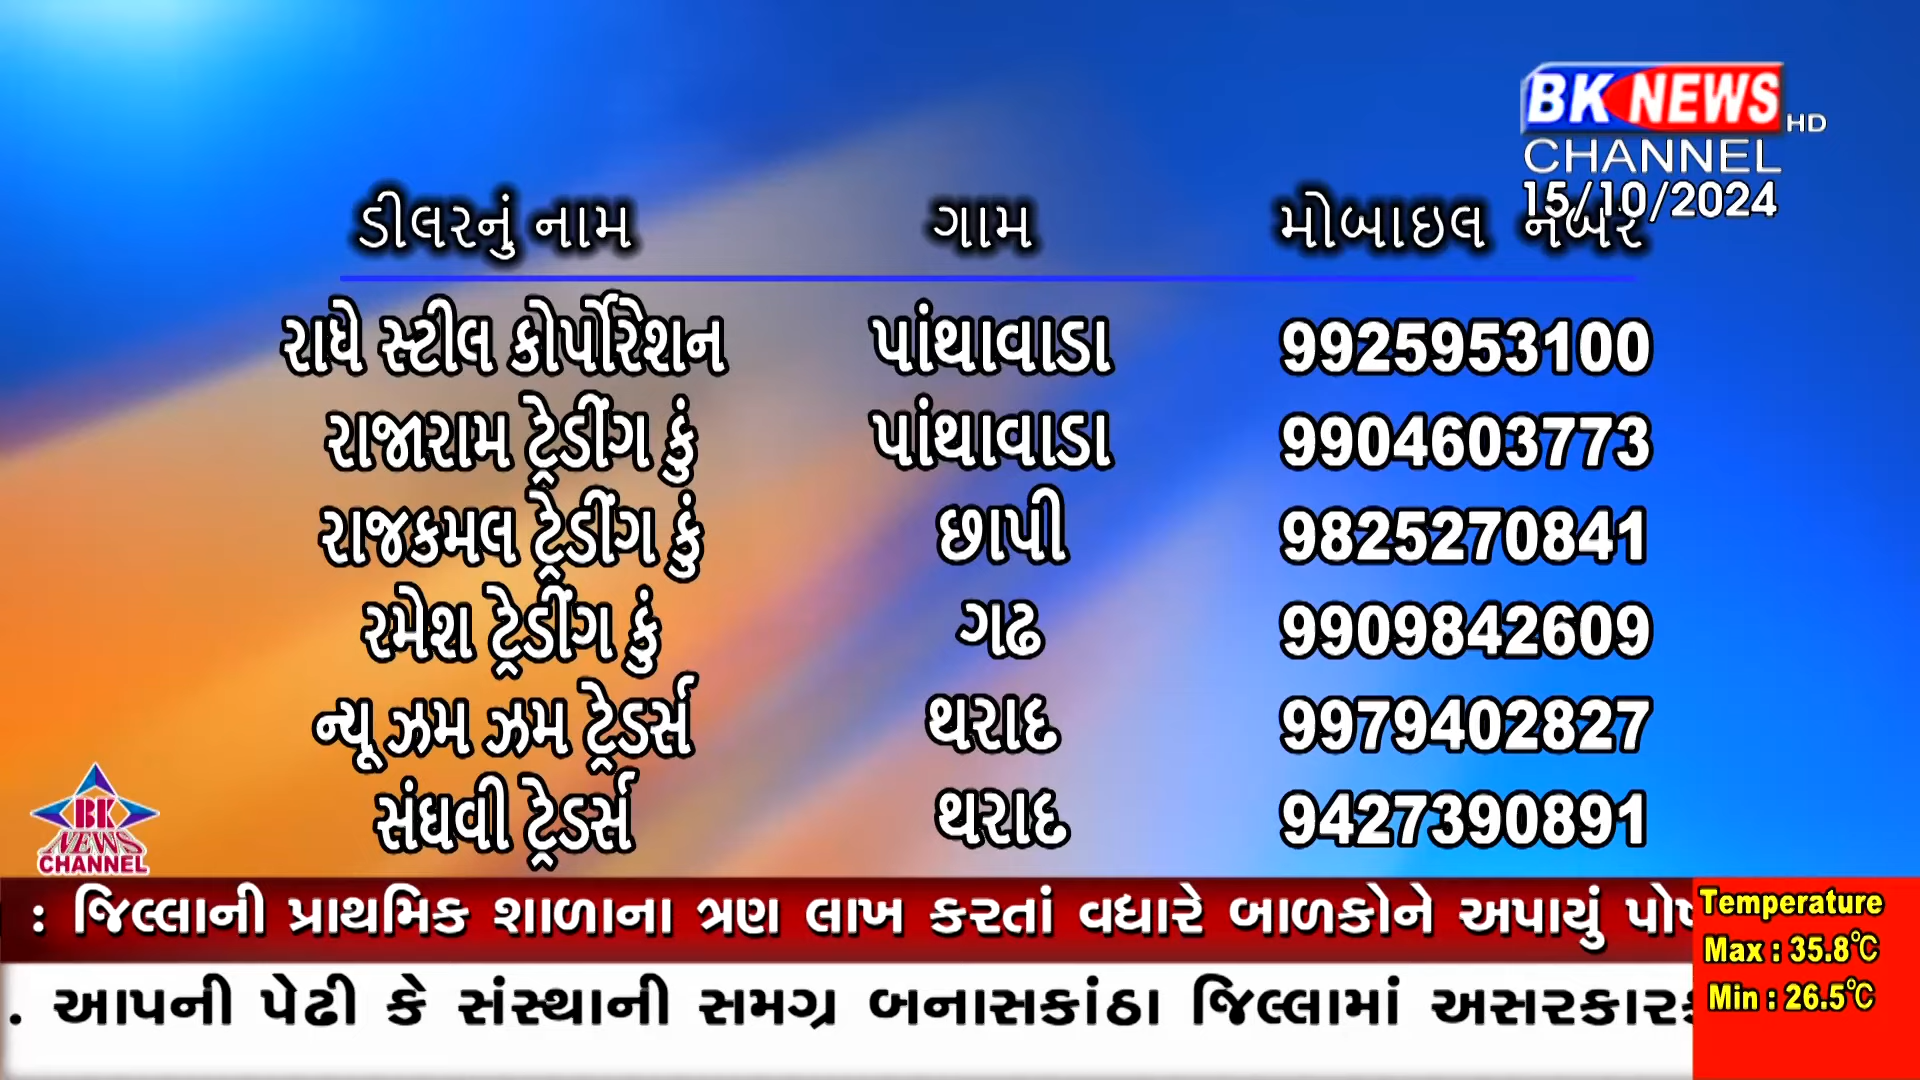 BK NEWS HD
CHANNEL
15/10/2024
ડીલરનું નામ ગામ મોબાઇલ નંબર
રાધે સ્ટીલ કોર્પોરેશન પાંથાવાડા 9925953100
રાજારામ ટ્રેડીંગ કું પાંથાવાડા 9904603773
રાજકમલ ટ્રેડીંગ કું છાપી 9825270841
રમેશ ટ્રેડીંગ કું ગઢ 9909842609
ન્યૂ ઝમ ઝમ ટ્રેડર્સ થરાદ 9979402827
સંઘવી ટ્રેડર્સ થરાદ 9427390891
BK
NEWS
CHANNEL
: જિલ્લાની પ્રાથમિક શાળાના ત્રણ લાખ કરતાં વધારે બાળકોને અપાયું પોષ
. આપની પેઢી કે સંસ્થાની સમગ્ર બનાસકાંઠા જિલ્લામાં અસરકારક
Temperature
Max : 35.8℃
Min : 26.5℃